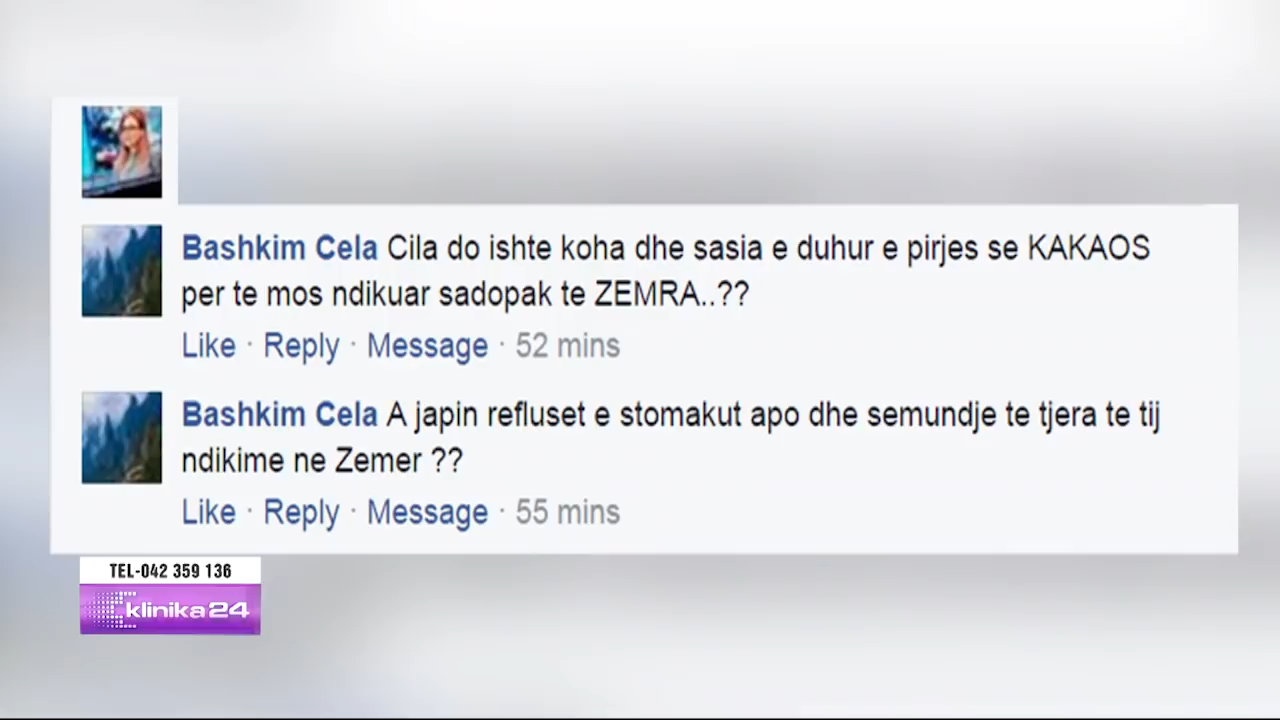 Bashkim Cela Cila do ishte koha dhe sasia e duhur e pirjes se KAKAOS
per te mos ndikuar sadopak te ZEMRA..??
Like · Reply · Message · 52 mins
Bashkim Cela A japin refluset e stomakut apo dhe semundje te tjera te tij
ndikime ne Zemer ??
Like · Reply · Message · 55 mins
TEL-042 359 136
klinika 24